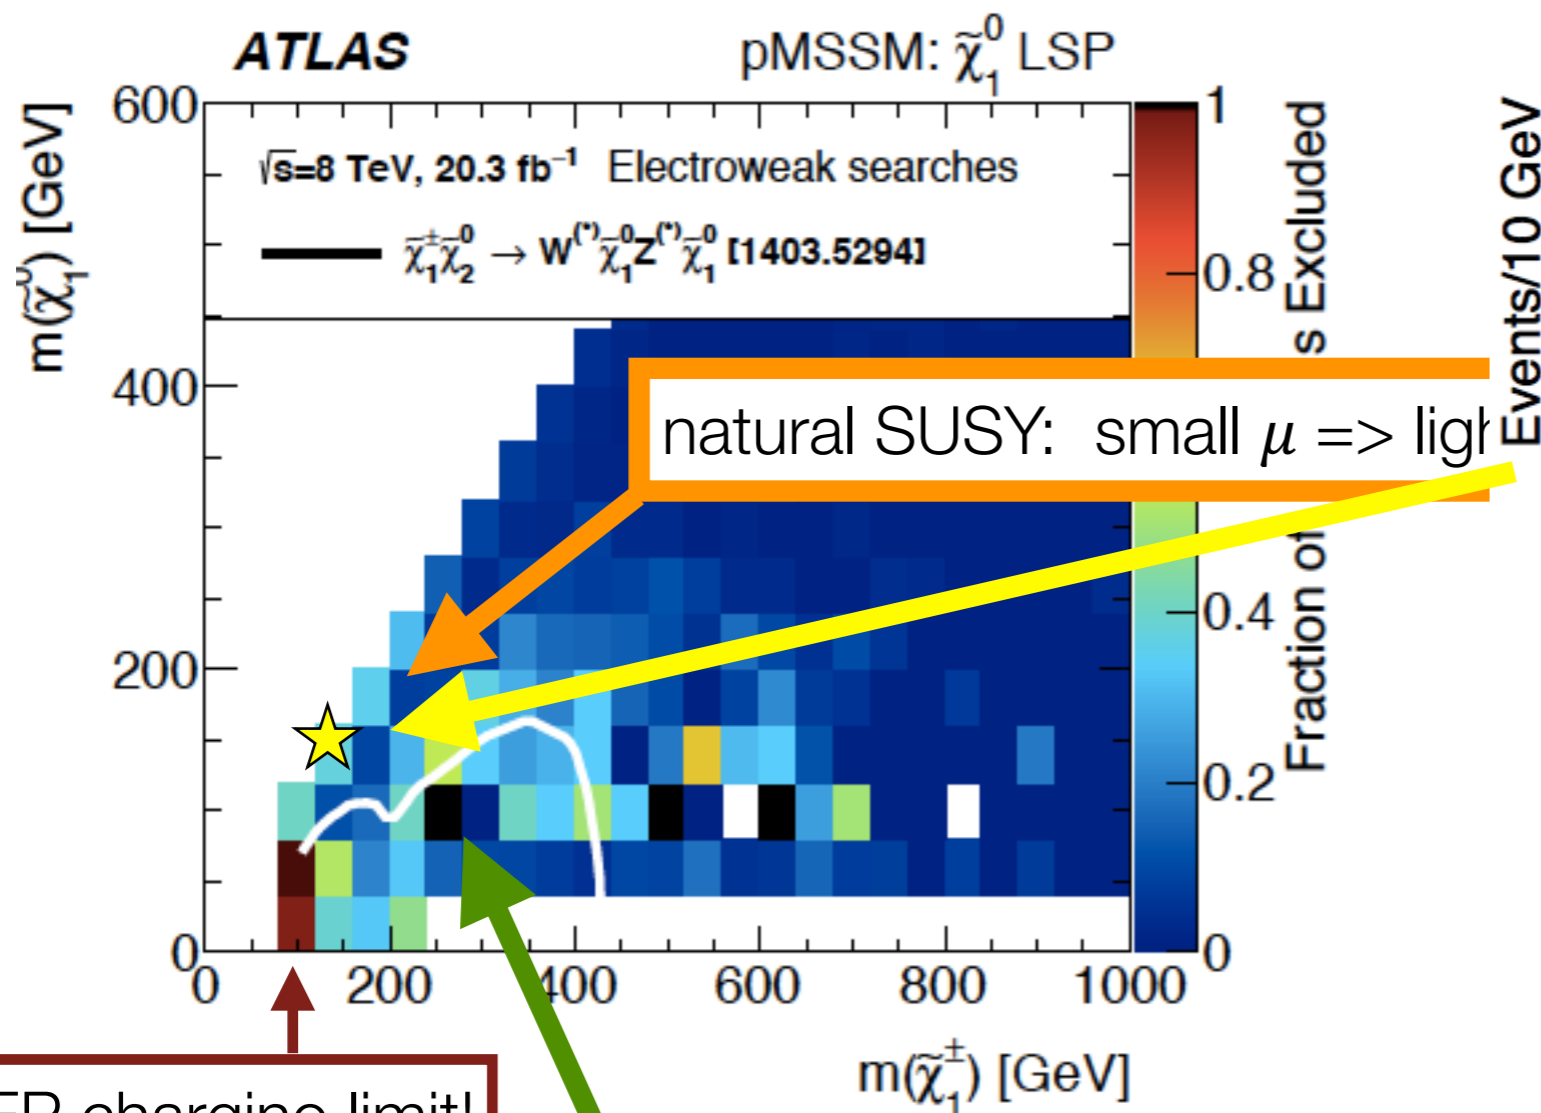 ATLAS
pMSSM: χ̃₁⁰ LSP
m(χ̃₁⁰) [GeV]
600
400
200
0
√s=8 TeV, 20.3 fb⁻¹ Electroweak searches
χ̃₁±χ̃₂⁰ → W⁽*⁾χ̃₁⁰Z⁽*⁾χ̃₁⁰ [1403.5294]
natural SUSY: small μ =>
1
0.8
0.4
0.2
0
Fraction of
s Excluded
Events/10 GeV
0 200 400 600 800 1000
m(χ̃₁±) [GeV]
chargino limit!